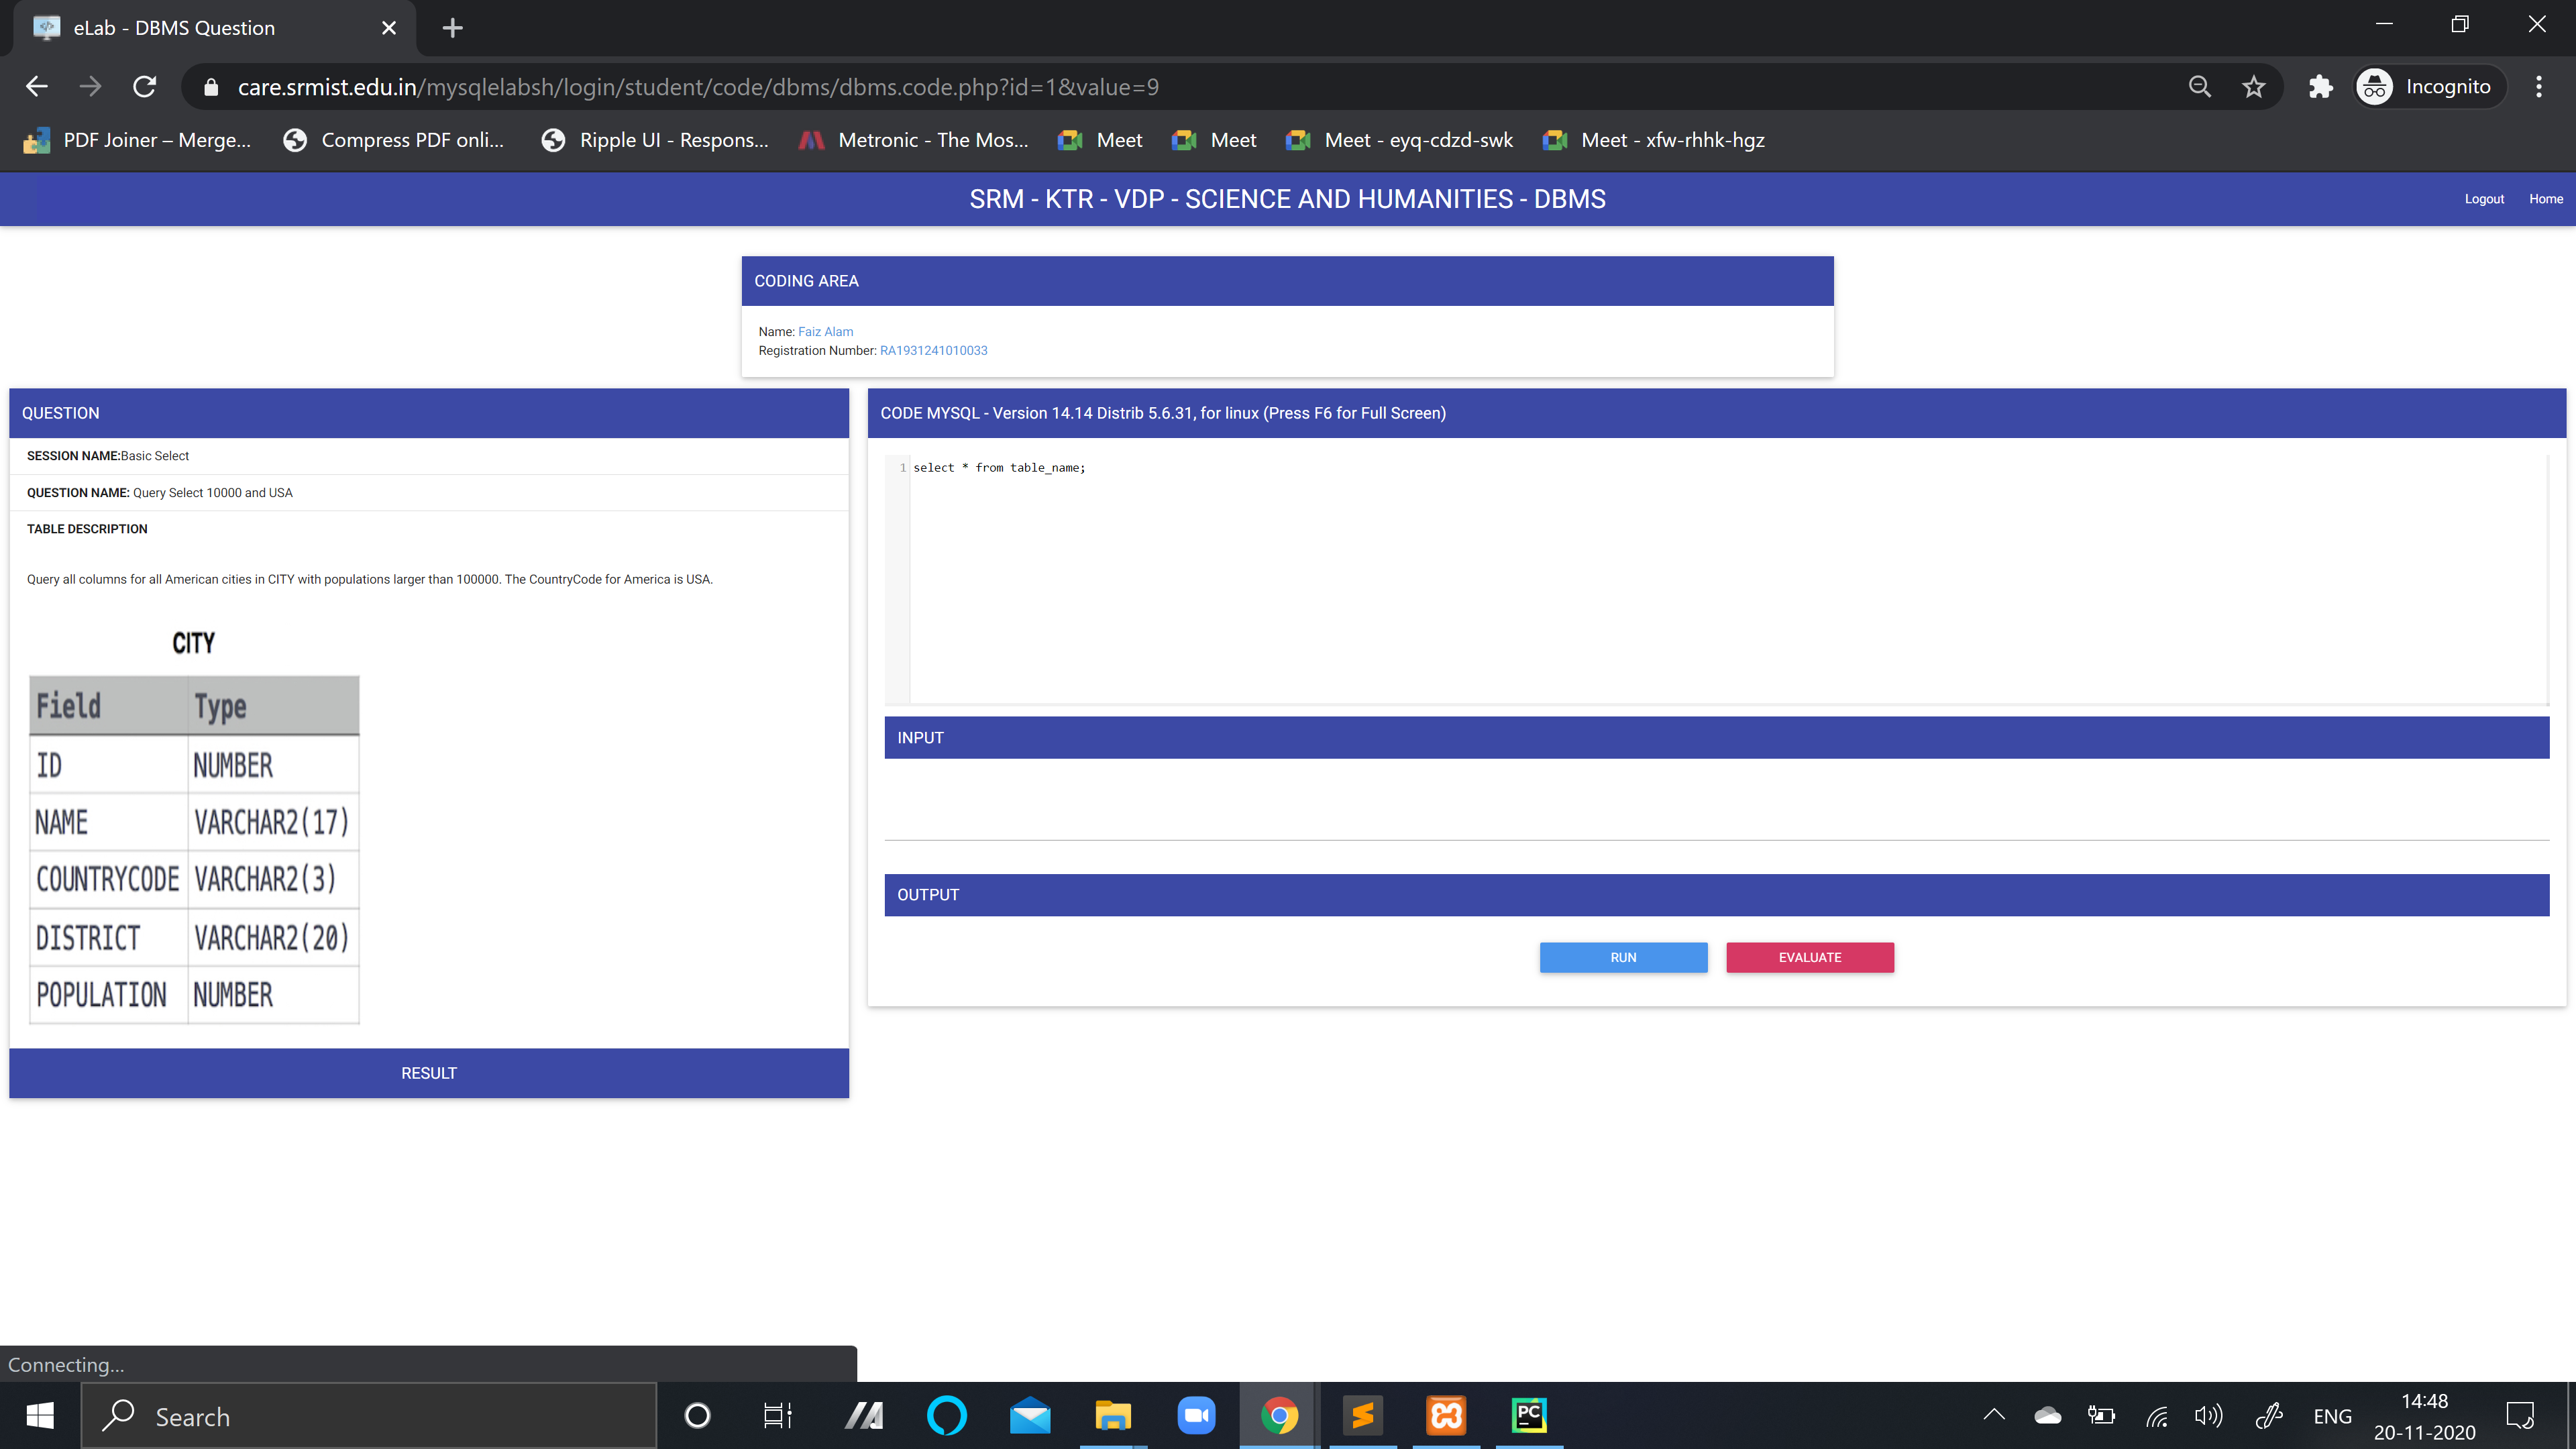 eLab - DBMS Question
care.srmist.edu.in/mysqlelabsh/login/student/code/dbms/dbms.code.php?id=1&value=9
Incognito
PDF Joiner – Merge...
Compress PDF onli...
Ripple UI - Respons...
Metronic - The Mos...
Meet
Meet
Meet - eyq-cdzd-swk
Meet - xfw-rhhk-hgz
SRM - KTR - VDP - SCIENCE AND HUMANITIES - DBMS
Logout
Home
CODING AREA
Name: Faiz Alam
Registration Number: RA1931241010033
QUESTION
SESSION NAME:Basic Select
QUESTION NAME: Query Select 10000 and USA
TABLE DESCRIPTION
Query all columns for all American cities in CITY with populations larger than 100000. The CountryCode for America is USA.
CITY
Field Type
ID NUMBER
NAME VARCHAR2(17)
COUNTRYCODE VARCHAR2(3)
DISTRICT VARCHAR2(20)
POPULATION NUMBER
RESULT
CODE MYSQL - Version 14.14 Distrib 5.6.31, for linux (Press F6 for Full Screen)
1 select * from table_name;
INPUT
OUTPUT
RUN
EVALUATE
Connecting...
Search
PC
ENG
14:48
20-11-2020